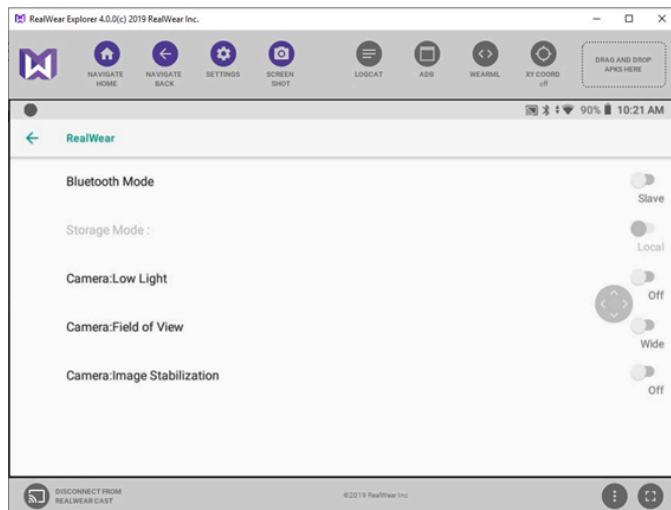 RealWear Explorer 4.0.0(c) 2019 RealWear Inc.
NAVIGATE
HOME
NAVIGATE
BACK
SETTINGS
SCREEN
SHOT
LOGCAT
ADB
WEARML
XY COORD
off
DRAG AND DROP
APKS HERE
90% 10:21 AM
RealWear
Bluetooth Mode
Slave
Storage Mode :
Local
Camera:Low Light
Off
Camera:Field of View
Wide
Camera:Image Stabilization
Off
DISCONNECT FROM
REALWEAR CAST
©2019 RealWear Inc